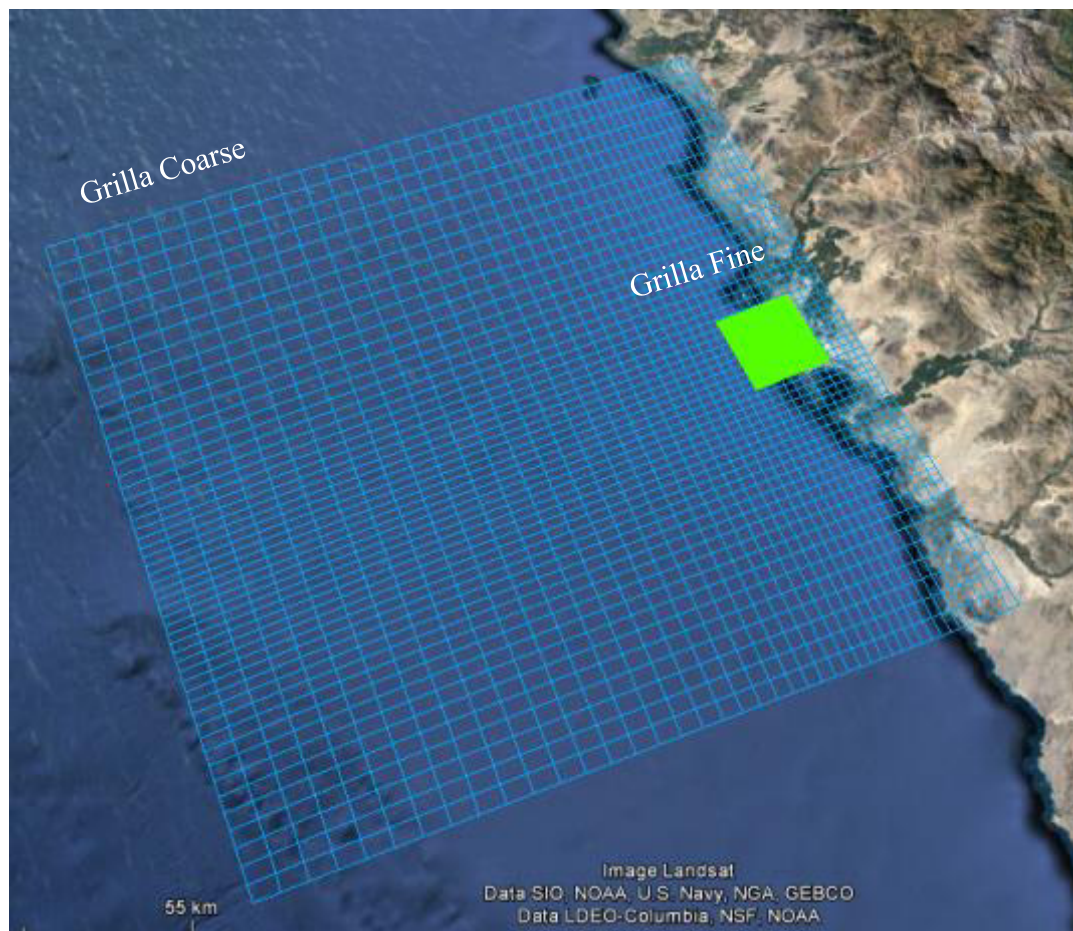 Grilla Coarse
Grilla Fine
Image Landsat
Data SIO, NOAA, U.S. Navy, NGA, GEBCO
Data LDEO-Columbia, NSF, NOAA
55 km